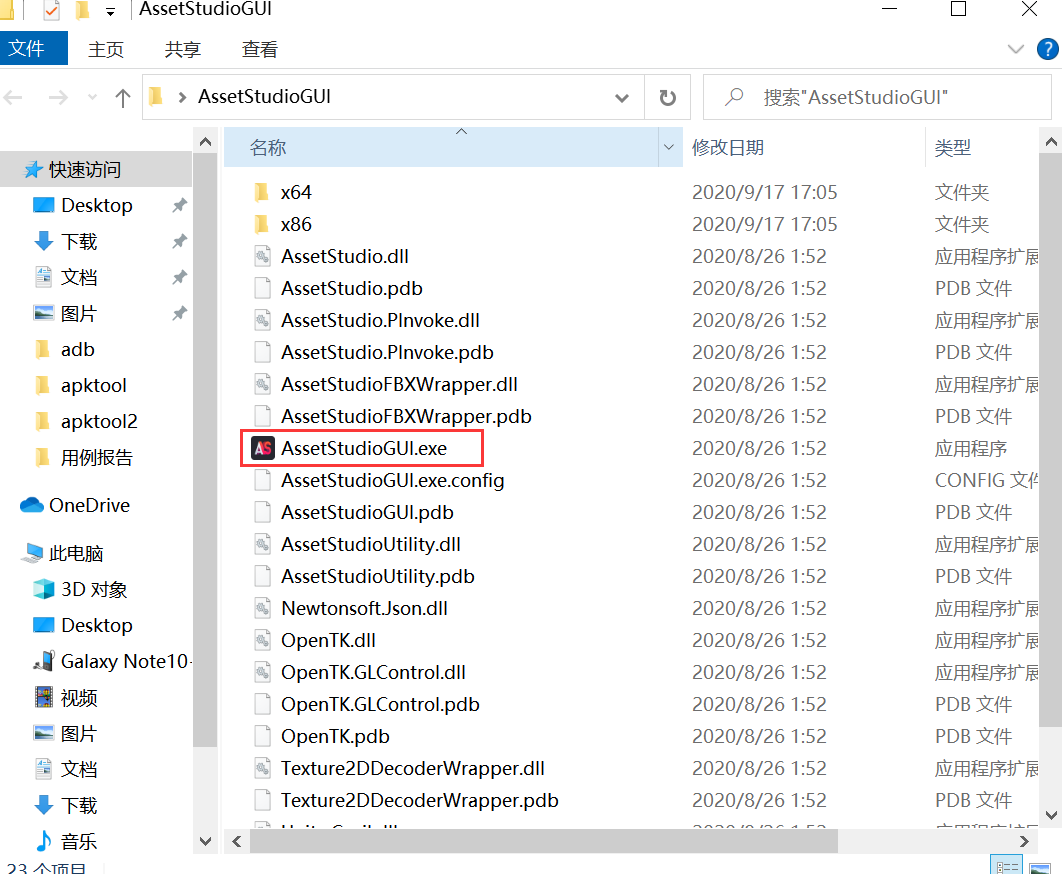 AssetStudioGUI
文件 主页 共享 查看
AssetStudioGUI 搜索"AssetStudioGUI"
名称 修改日期 类型
快速访问
Desktop
下载
文档
图片
adb
apktool
apktool2
用例报告
OneDrive
此电脑
3D 对象
Desktop
Galaxy Note10
视频
图片
文档
下载
音乐
x64 2020/9/17 17:05 文件夹
x86 2020/9/17 17:05 文件夹
AssetStudio.dll 2020/8/26 1:52 应用程序扩展
AssetStudio.pdb 2020/8/26 1:52 PDB 文件
AssetStudio.PInvoke.dll 2020/8/26 1:52 应用程序扩展
AssetStudio.PInvoke.pdb 2020/8/26 1:52 PDB 文件
AssetStudioFBXWrapper.dll 2020/8/26 1:52 应用程序扩展
AssetStudioFBXWrapper.pdb 2020/8/26 1:52 PDB 文件
AssetStudioGUI.exe 2020/8/26 1:52 应用程序
AssetStudioGUI.exe.config 2020/8/26 1:52 CONFIG 文件
AssetStudioGUI.pdb 2020/8/26 1:52 PDB 文件
AssetStudioUtility.dll 2020/8/26 1:52 应用程序扩展
AssetStudioUtility.pdb 2020/8/26 1:52 PDB 文件
Newtonsoft.Json.dll 2020/8/26 1:52 应用程序扩展
OpenTK.dll 2020/8/26 1:52 应用程序扩展
OpenTK.GLControl.dll 2020/8/26 1:52 应用程序扩展
OpenTK.GLControl.pdb 2020/8/26 1:52 PDB 文件
OpenTK.pdb 2020/8/26 1:52 PDB 文件
Texture2DDecoderWrapper.dll 2020/8/26 1:52 应用程序扩展
Texture2DDecoderWrapper.pdb 2020/8/26 1:52 PDB 文件
23 个项目